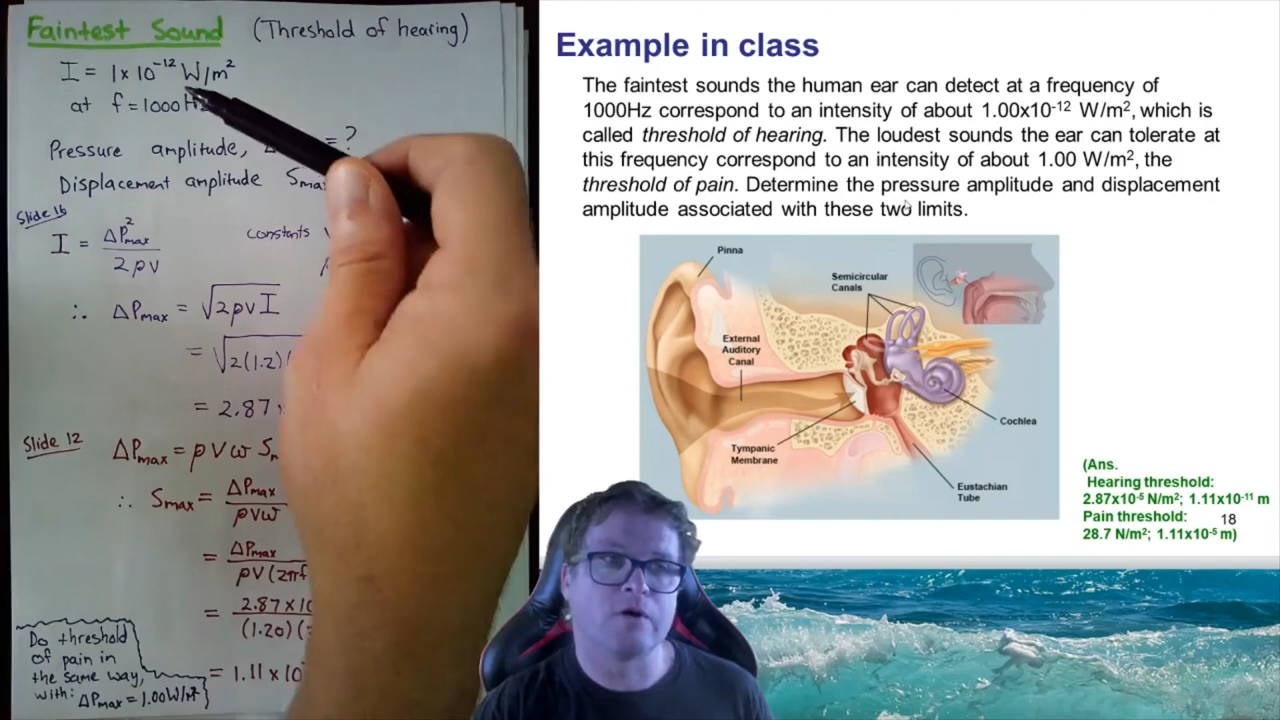 Faintest Sound (Threshold of hearing)
I = 1 x 10⁻¹² W/m²
at f = 1000 Hz
Pressure amplitude, Δ = ?
Displacement amplitude Smax
Slide 16
I = ΔPmax² / 2ρv
constants
∴ ΔPmax = √2ρvI
= √2(1.2)(
= 2.87 x
Slide 12
ΔPmax = ρVω Sm
∴ Smax = ΔPmax / ρVω
= ΔPmax / ρV(2πf
= 2.87 x 10 / (1.20)(
= 1.11 x 10
Do threshold
of pain in
the same way,
with: ΔPmax = 1.00 W/m²
Example in class
The faintest sounds the human ear can detect at a frequency of
1000Hz correspond to an intensity of about 1.00x10⁻¹² W/m², which is
called threshold of hearing. The loudest sounds the ear can tolerate at
this frequency correspond to an intensity of about 1.00 W/m², the
threshold of pain. Determine the pressure amplitude and displacement
amplitude associated with these two limits.
Pinna
Semicircular
Canals
External
Auditory
Canal
Tympanic
Membrane
Cochlea
Eustachian
Tube
(Ans.
Hearing threshold:
2.87x10⁻⁵ N/m²; 1.11x10⁻¹¹ m
Pain threshold:
18
28.7 N/m²; 1.11x10⁻⁵ m)